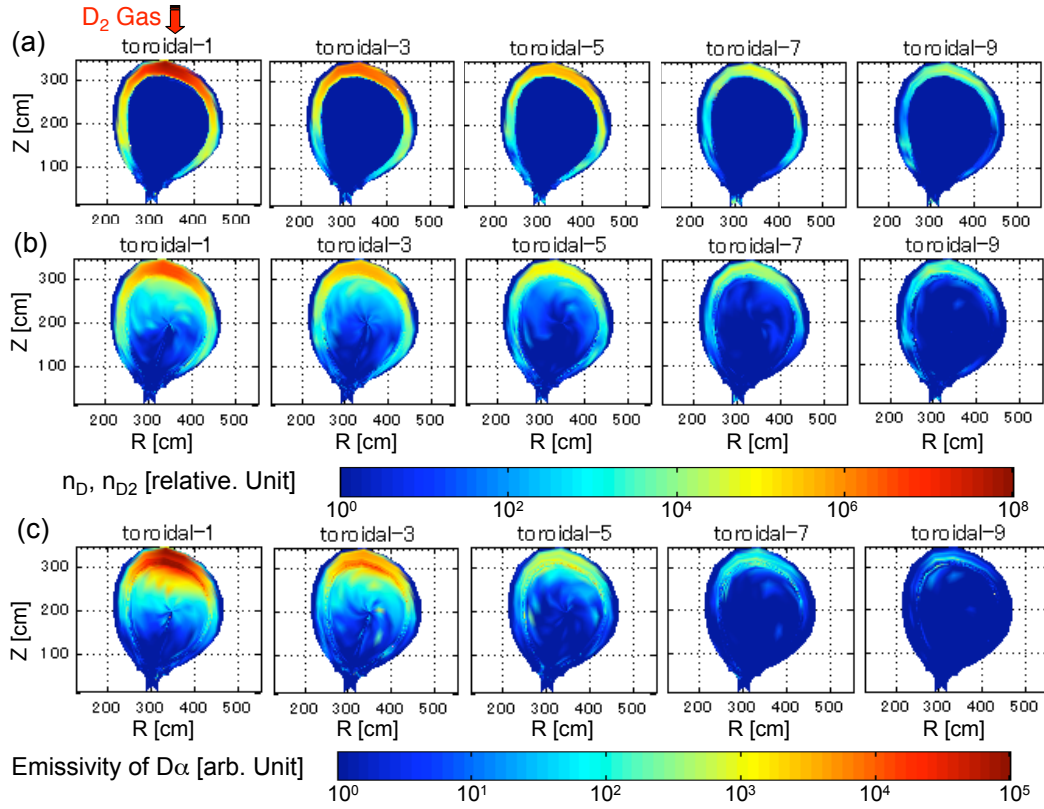 D2 Gas
(a)
toroidal-1 toroidal-3 toroidal-5 toroidal-7 toroidal-9
Z [cm]
300
200
100
200 300 400 500 200 300 400 500 200 300 400 500 200 300 400 500 200 300 400 500
(b)
toroidal-1 toroidal-3 toroidal-5 toroidal-7 toroidal-9
Z [cm]
300
200
100
200 300 400 500 200 300 400 500 200 300 400 500 200 300 400 500 200 300 400 500
R [cm] R [cm] R [cm] R [cm] R [cm]
nD, nD2 [relative. Unit]
10^0 10^2 10^4 10^6 10^8
(c)
toroidal-1 toroidal-3 toroidal-5 toroidal-7 toroidal-9
Z [cm]
300
200
100
200 300 400 500 200 300 400 500 200 300 400 500 200 300 400 500 200 300 400 500
R [cm] R [cm] R [cm] R [cm] R [cm]
Emissivity of Dα [arb. Unit]
10^0 10^1 10^2 10^3 10^4 10^5